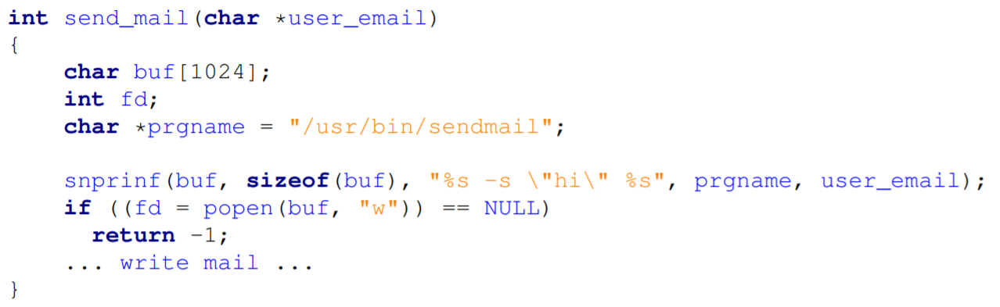 int send_mail(char *user_email)
{
char buf[1024];
int fd;
char *prgname = "/usr/bin/sendmail";
snprinf(buf, sizeof(buf), "%s -s \"hi\" %s", prgname, user_email);
if ((fd = popen(buf, "w")) == NULL)
return -1;
... write mail ...
}